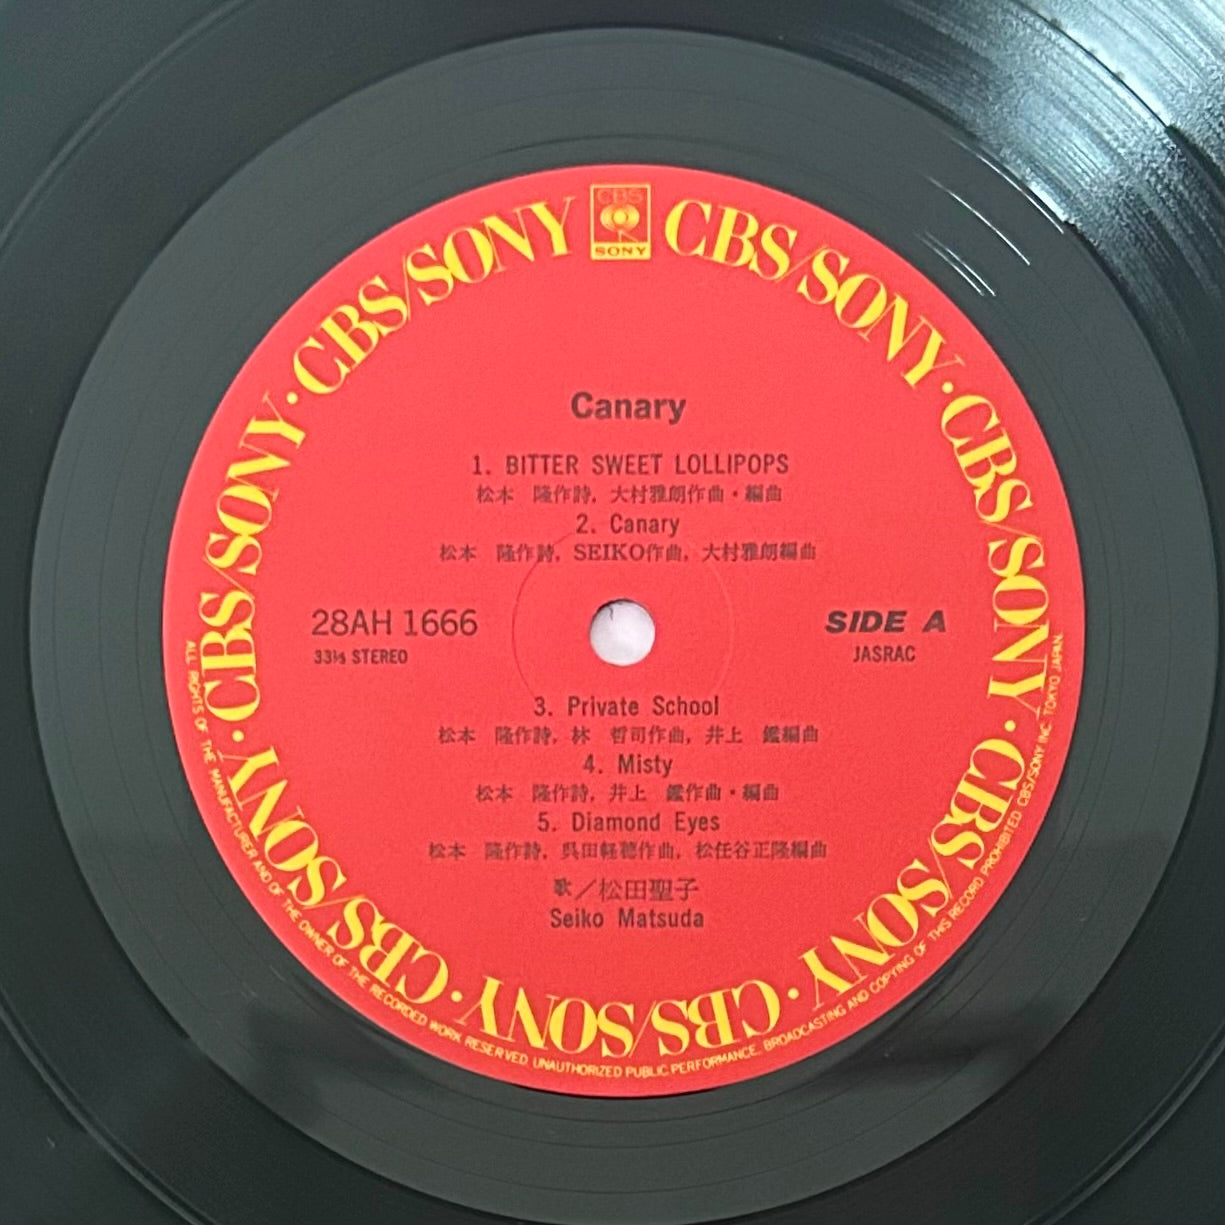 CBS/SONY · CBS/SONY · CBS/SONY · CBS/SONY · CBS/SONY · CBS/SONY · CBS/SONY · CBS/SONY
CBS
SONY
Canary
1. BITTER SWEET LOLLIPOPS
松本 隆作詩, 大村雅朗作曲・編曲
2. Canary
松本 隆作詩, SEIKO作曲, 大村雅朗編曲
28AH 1666
33⅓ STEREO
SIDE A
JASRAC
3. Private School
松本 隆作詩, 林 哲司作曲, 井上 鑑編曲
4. Misty
松本 隆作詩, 井上 鑑作曲・編曲
5. Diamond Eyes
松本 隆作詩, 呉田軽穂作曲, 松任谷正隆編曲
歌／松田聖子
Seiko Matsuda
ALL RIGHTS OF THE MANUFACTURER AND OF THE OWNER OF THE RECORDED WORK RESERVED. UNAUTHORIZED PUBLIC PERFORMANCE, BROADCASTING AND COPYING OF THIS RECORD PROHIBITED CBS/SONY INC. TOKYO JAPAN.